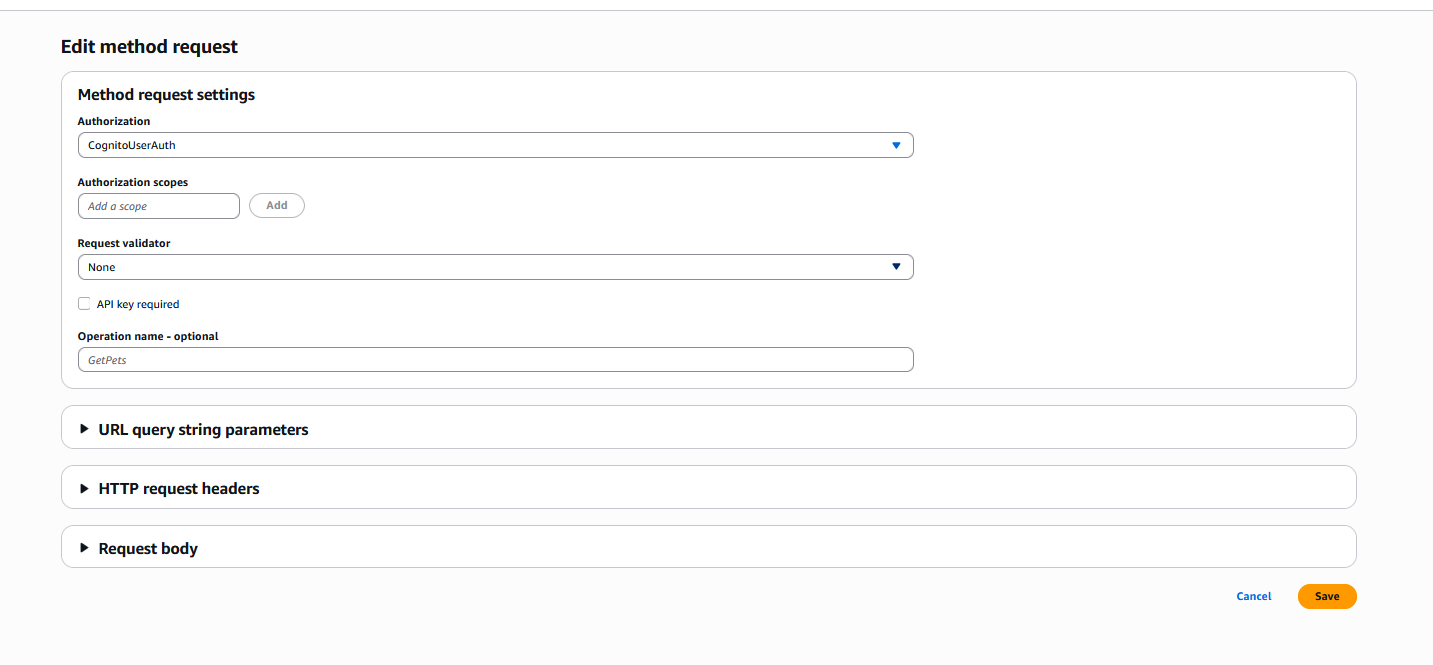 Edit method request
Method request settings
Authorization
CognitoUserAuth
Authorization scopes
Add a scope
Add
Request validator
None
API key required
Operation name - optional
GetPets
URL query string parameters
HTTP request headers
Request body
Cancel
Save